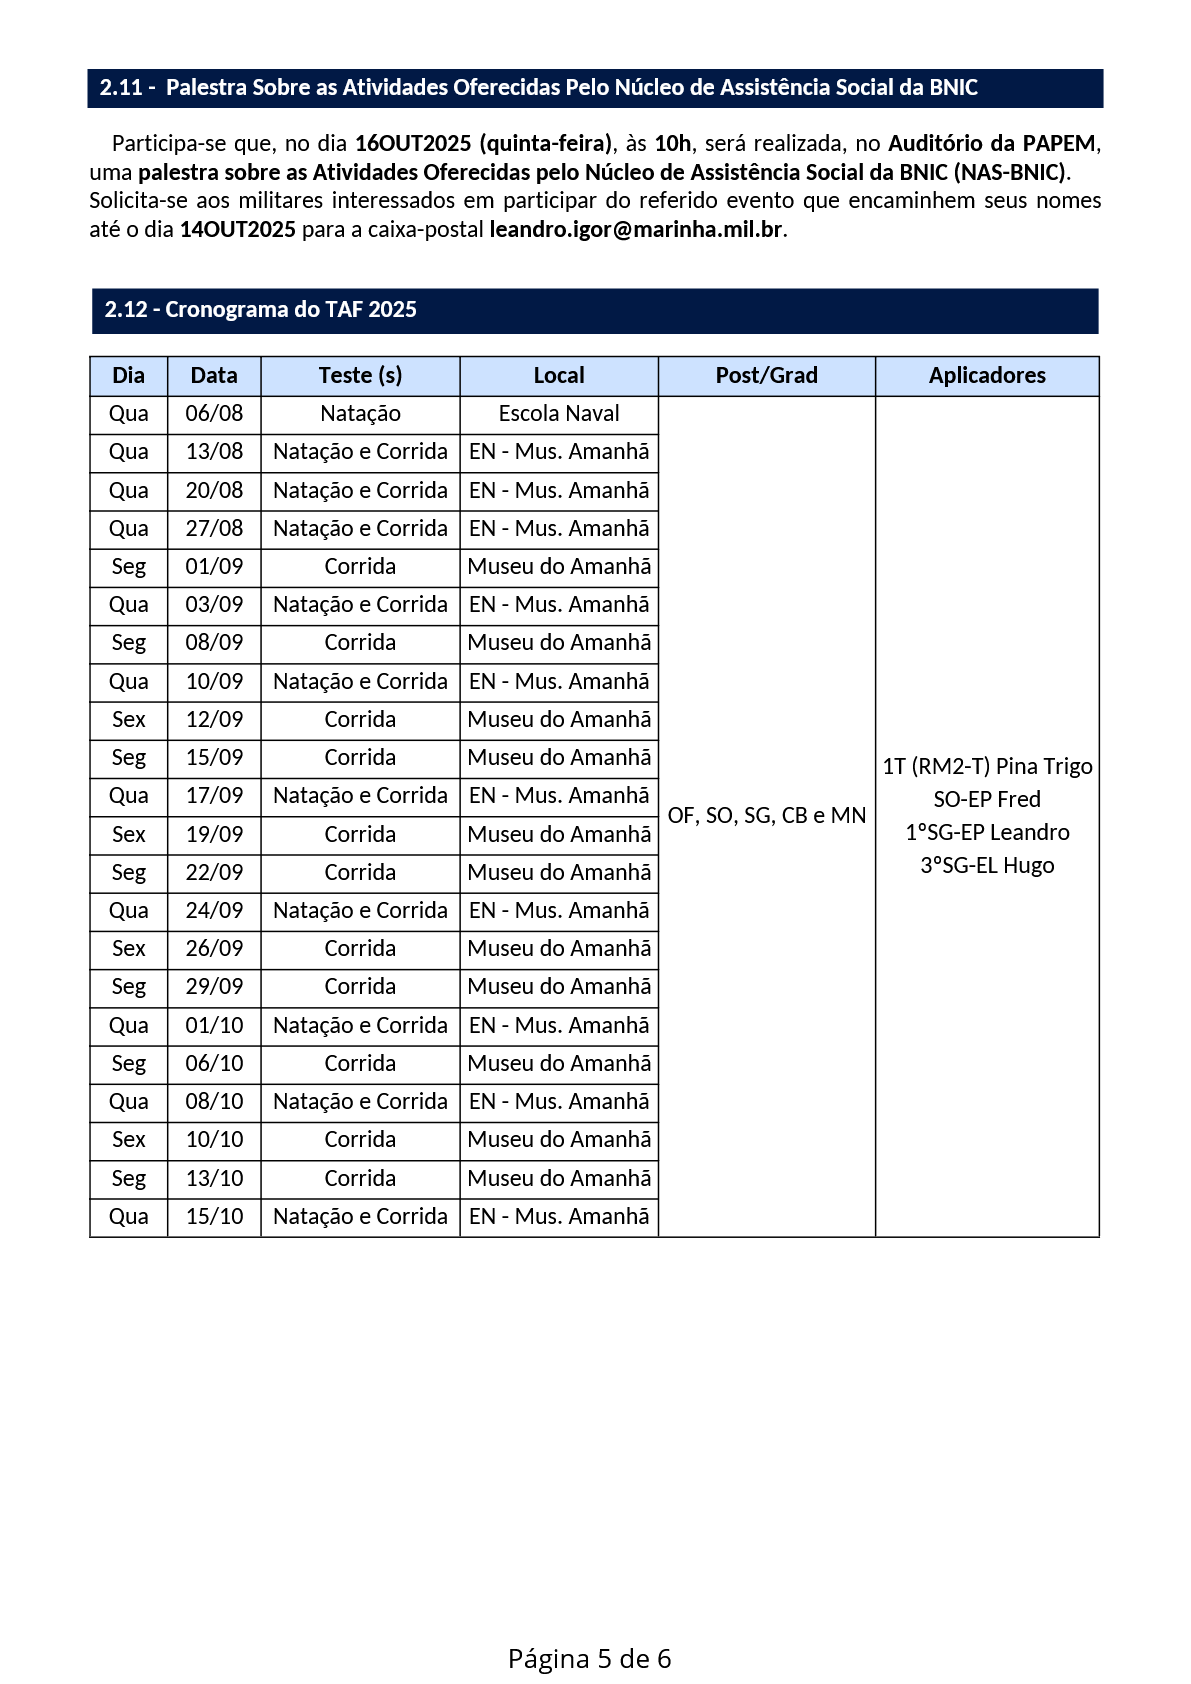 2.11 -  Palestra Sobre as Atividades Oferecidas Pelo Núcleo de Assistência Social da BNIC
Participa-se que, no dia 16OUT2025 (quinta-feira), às 10h, será realizada, no Auditório da PAPEM,
uma palestra sobre as Atividades Oferecidas pelo Núcleo de Assistência Social da BNIC (NAS-BNIC).
Solicita-se aos militares interessados em participar do referido evento que encaminhem seus nomes
até o dia 14OUT2025 para a caixa-postal leandro.igor@marinha.mil.br.
2.12 - Cronograma do TAF 2025
Dia Data Teste (s) Local Post/Grad Aplicadores
Qua 06/08 Natação Escola Naval
Qua 13/08 Natação e Corrida EN - Mus. Amanhã
Qua 20/08 Natação e Corrida EN - Mus. Amanhã
Qua 27/08 Natação e Corrida EN - Mus. Amanhã
Seg 01/09 Corrida Museu do Amanhã
Qua 03/09 Natação e Corrida EN - Mus. Amanhã
Seg 08/09 Corrida Museu do Amanhã
Qua 10/09 Natação e Corrida EN - Mus. Amanhã
Sex 12/09 Corrida Museu do Amanhã
Seg 15/09 Corrida Museu do Amanhã
Qua 17/09 Natação e Corrida EN - Mus. Amanhã
Sex 19/09 Corrida Museu do Amanhã
Seg 22/09 Corrida Museu do Amanhã
Qua 24/09 Natação e Corrida EN - Mus. Amanhã
Sex 26/09 Corrida Museu do Amanhã
Seg 29/09 Corrida Museu do Amanhã
Qua 01/10 Natação e Corrida EN - Mus. Amanhã
Seg 06/10 Corrida Museu do Amanhã
Qua 08/10 Natação e Corrida EN - Mus. Amanhã
Sex 10/10 Corrida Museu do Amanhã
Seg 13/10 Corrida Museu do Amanhã
Qua 15/10 Natação e Corrida EN - Mus. Amanhã
OF, SO, SG, CB e MN
1T (RM2-T) Pina Trigo
SO-EP Fred
1°SG-EP Leandro
3°SG-EL Hugo
Página 5 de 6